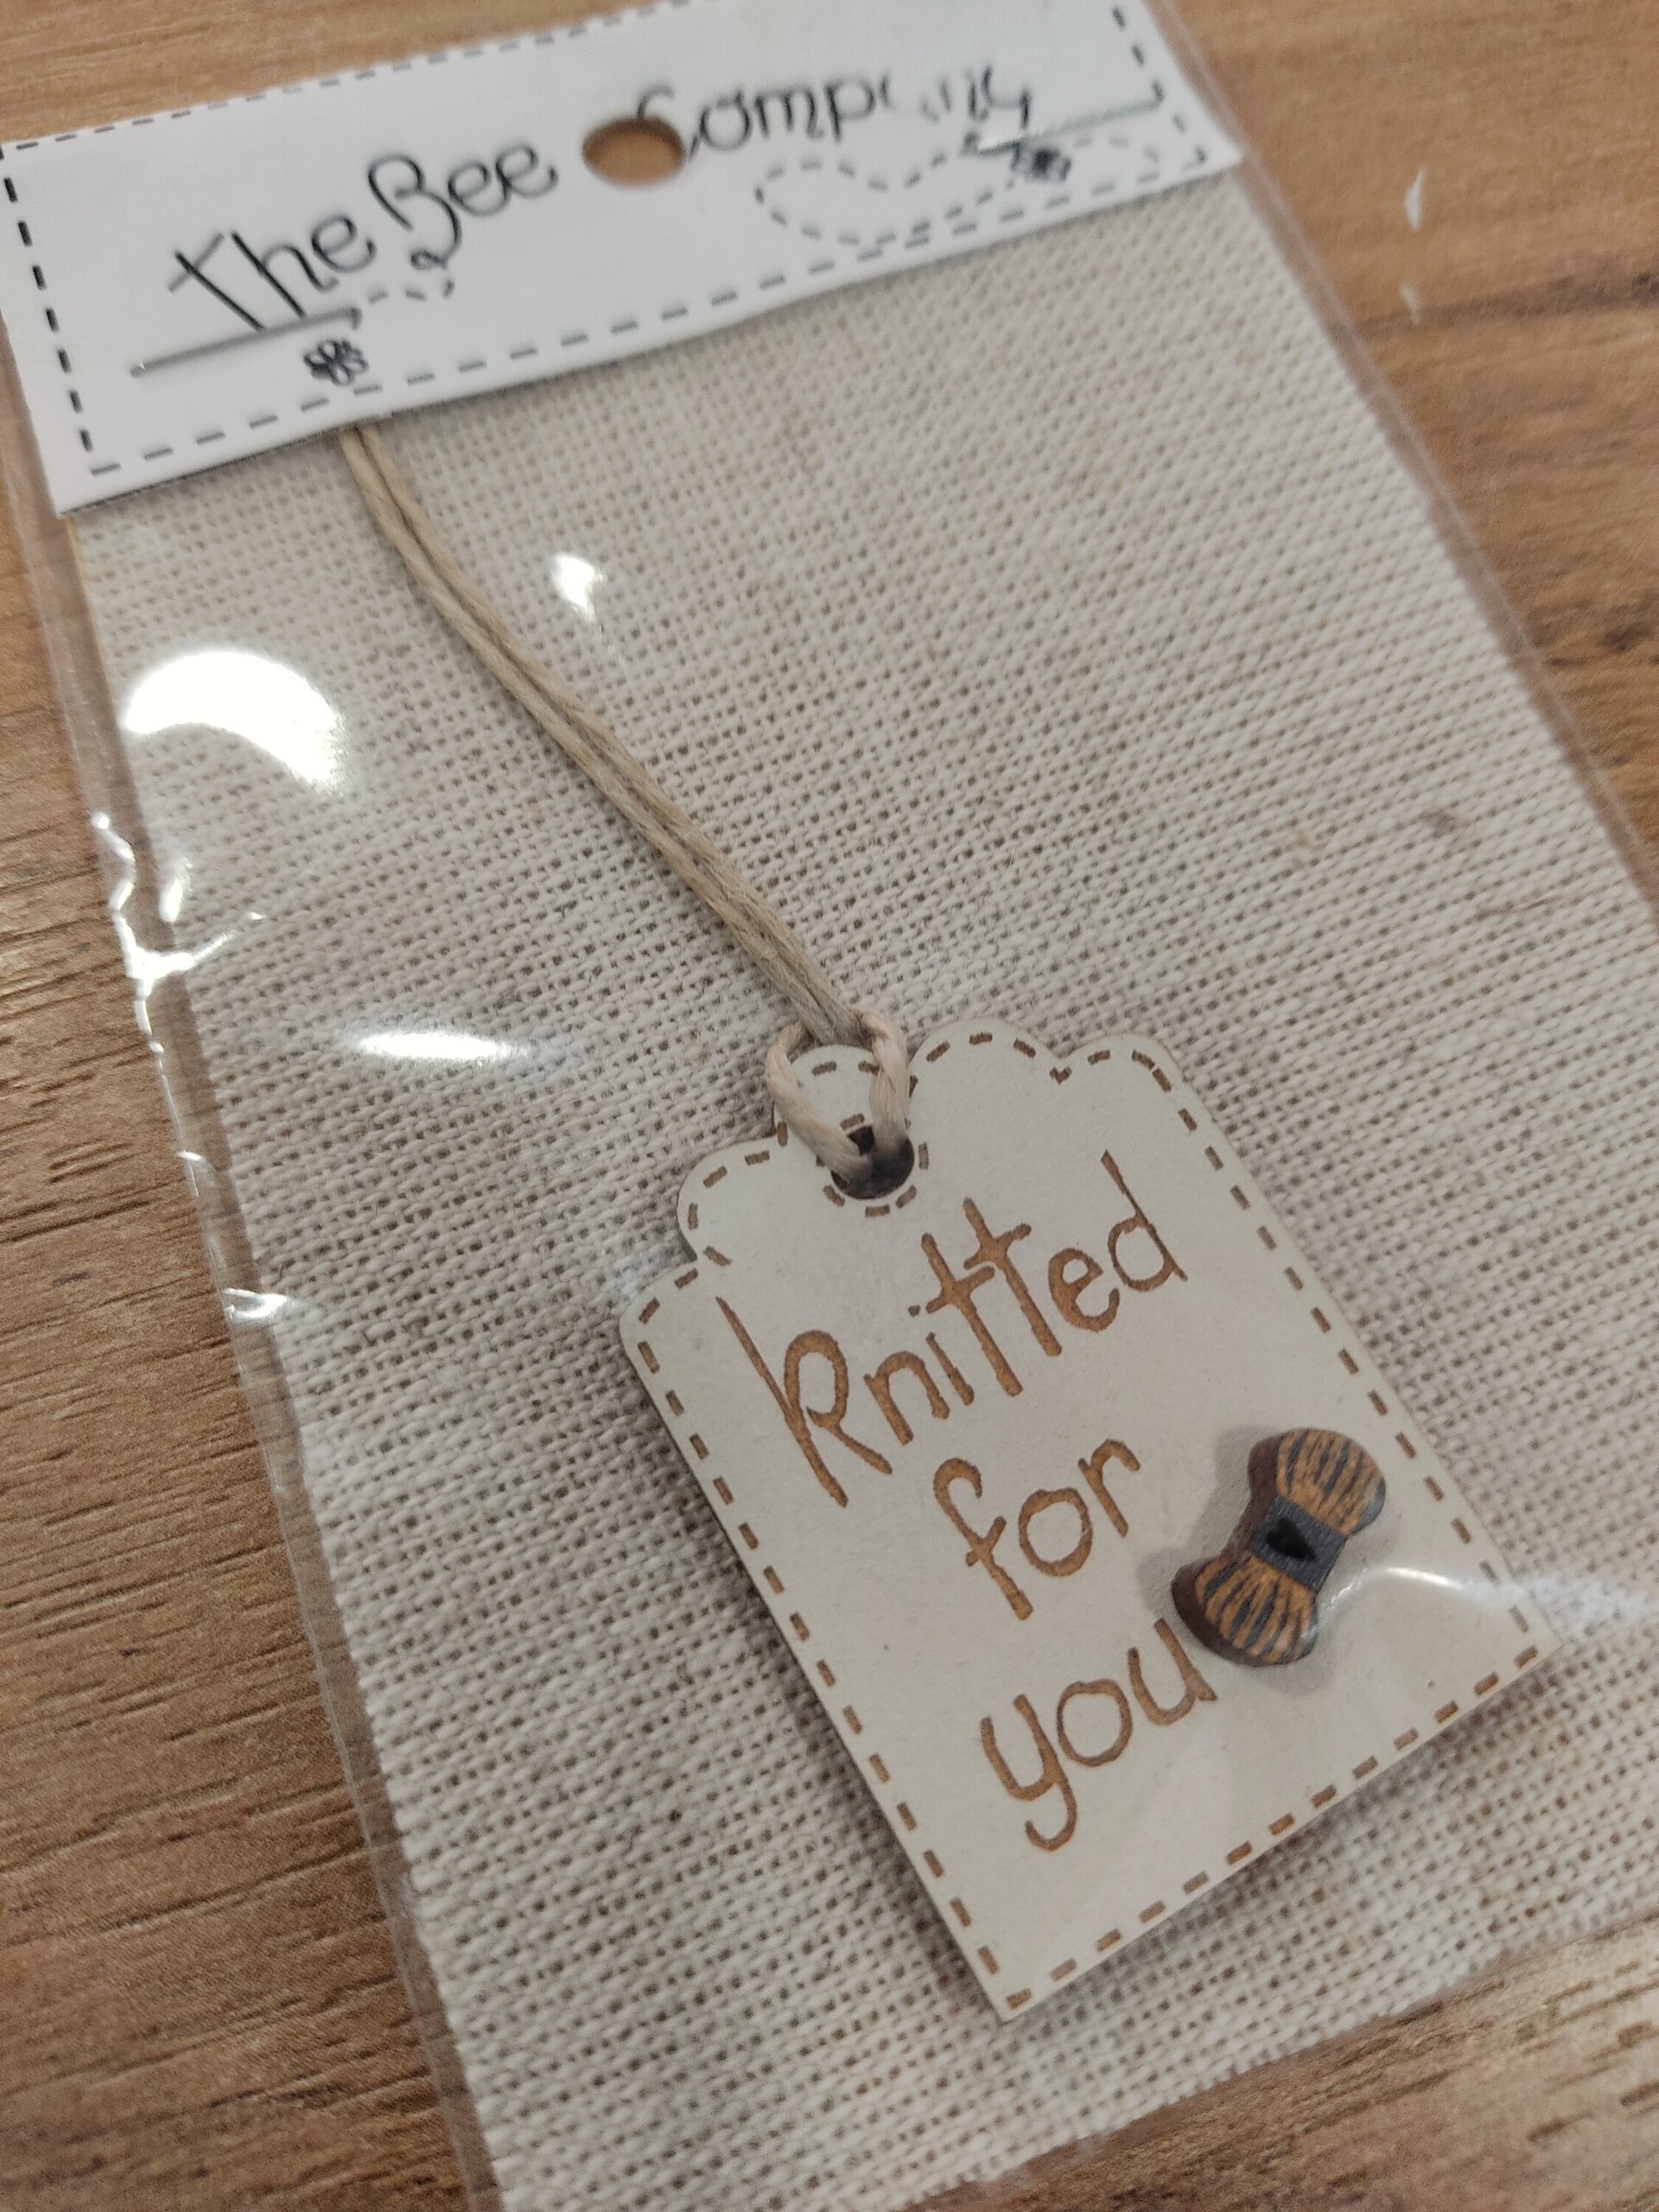 The Bee Company
Knitted
for
you